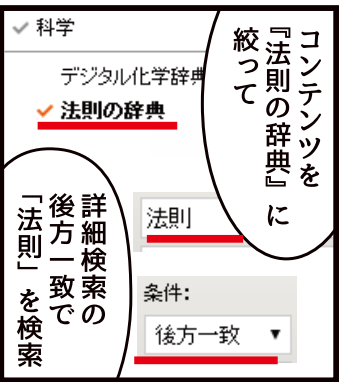 コンテンツを
『法則の辞典』に
絞って
科学
デジタル化学辞典
法則の辞典
法則
条件:
後方一致 ▼
詳細検索の
後方一致で
「法則」を検索